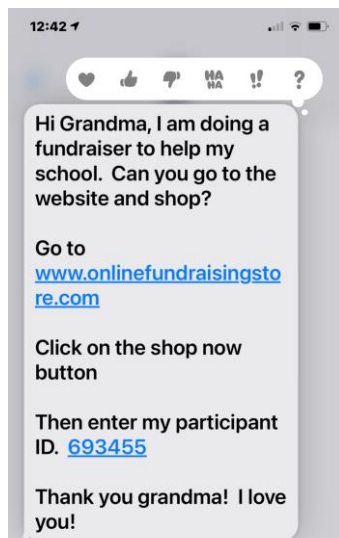 12:42
HA
HA
!!
?
Hi Grandma, I am doing a
fundraiser to help my
school. Can you go to the
website and shop?
Go to
www.onlinefundraisingsto
re.com
Click on the shop now
button
Then enter my participant
ID. 693455
Thank you grandma! I love
you!